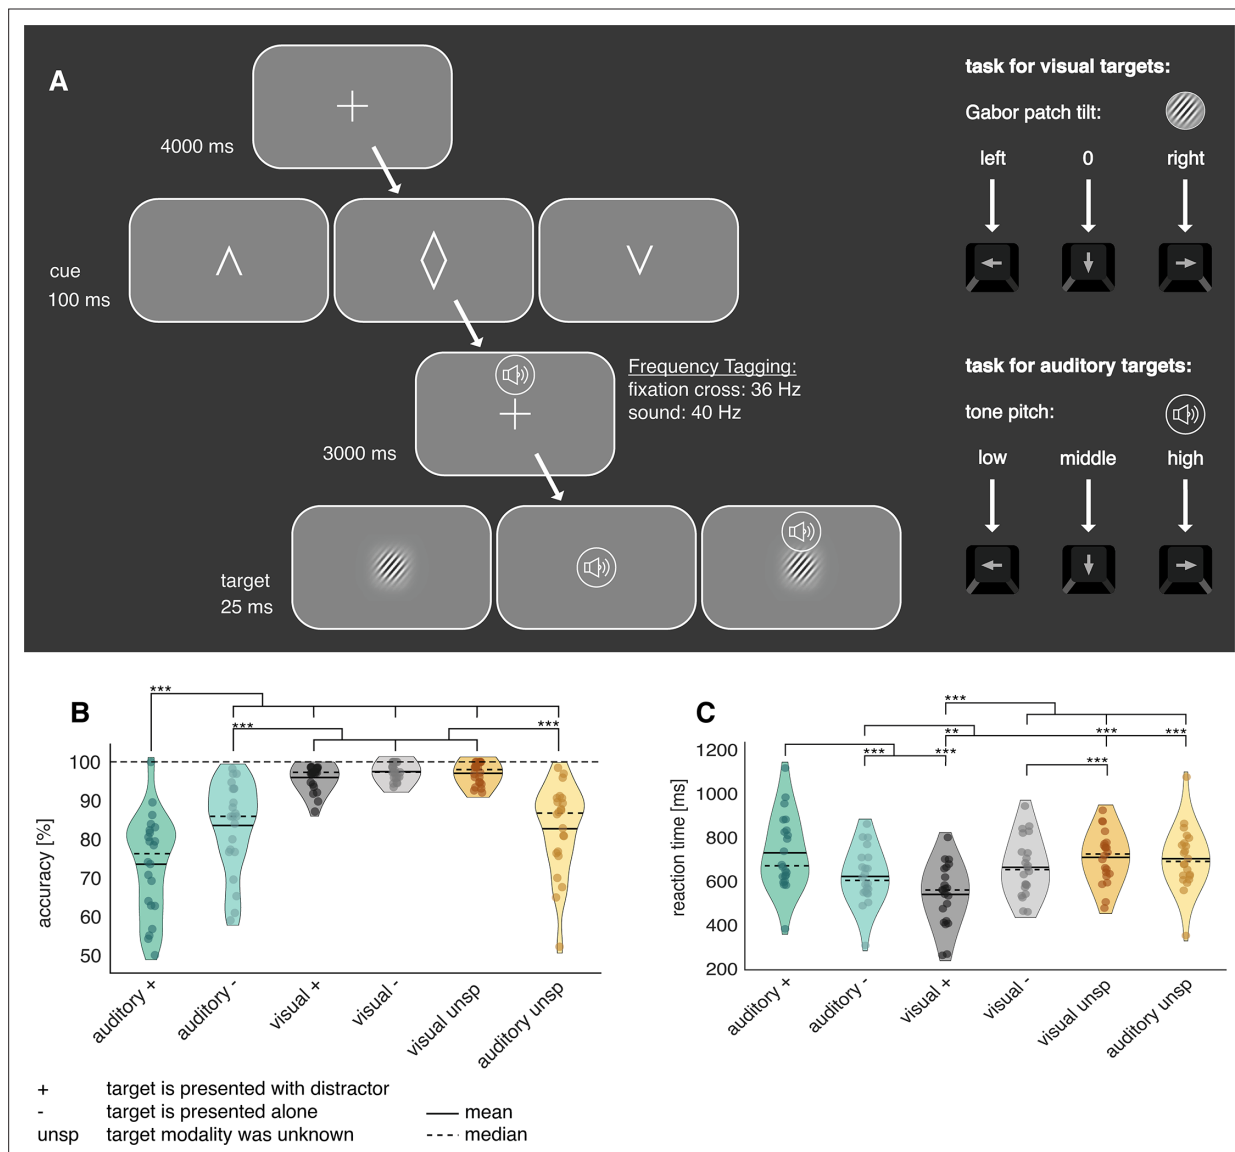 A
4000 ms
cue
100 ms
Frequency Tagging:
fixation cross: 36 Hz
sound: 40 Hz
3000 ms
target
25 ms
task for visual targets:
Gabor patch tilt:
left 0 right
task for auditory targets:
tone pitch:
low middle high
B
***
*** ***
accuracy [%]
100
90
80
70
60
50
auditory + auditory - visual + visual - visual unsp auditory unsp
C
***
** *** ***
*** ***
***
reaction time [ms]
1200
1000
800
600
400
200
auditory + auditory - visual + visual - visual unsp auditory unsp
+ target is presented with distractor
- target is presented alone
unsp target modality was unknown
mean
median